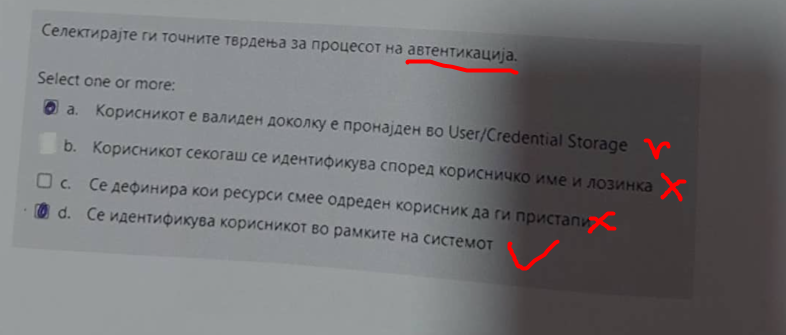 Селектирајте ги точните тврдења за процесот на автентикација.
Select one or more:
a. Корисникот е валиден доколку е пронајден во User/Credential Storage
b. Корисникот секогаш се идентификува според корисничко име и лозинка
c. Се дефинира кои ресурси смее одреден корисник да ги пристапи
d. Се идентификува корисникот во рамките на системот